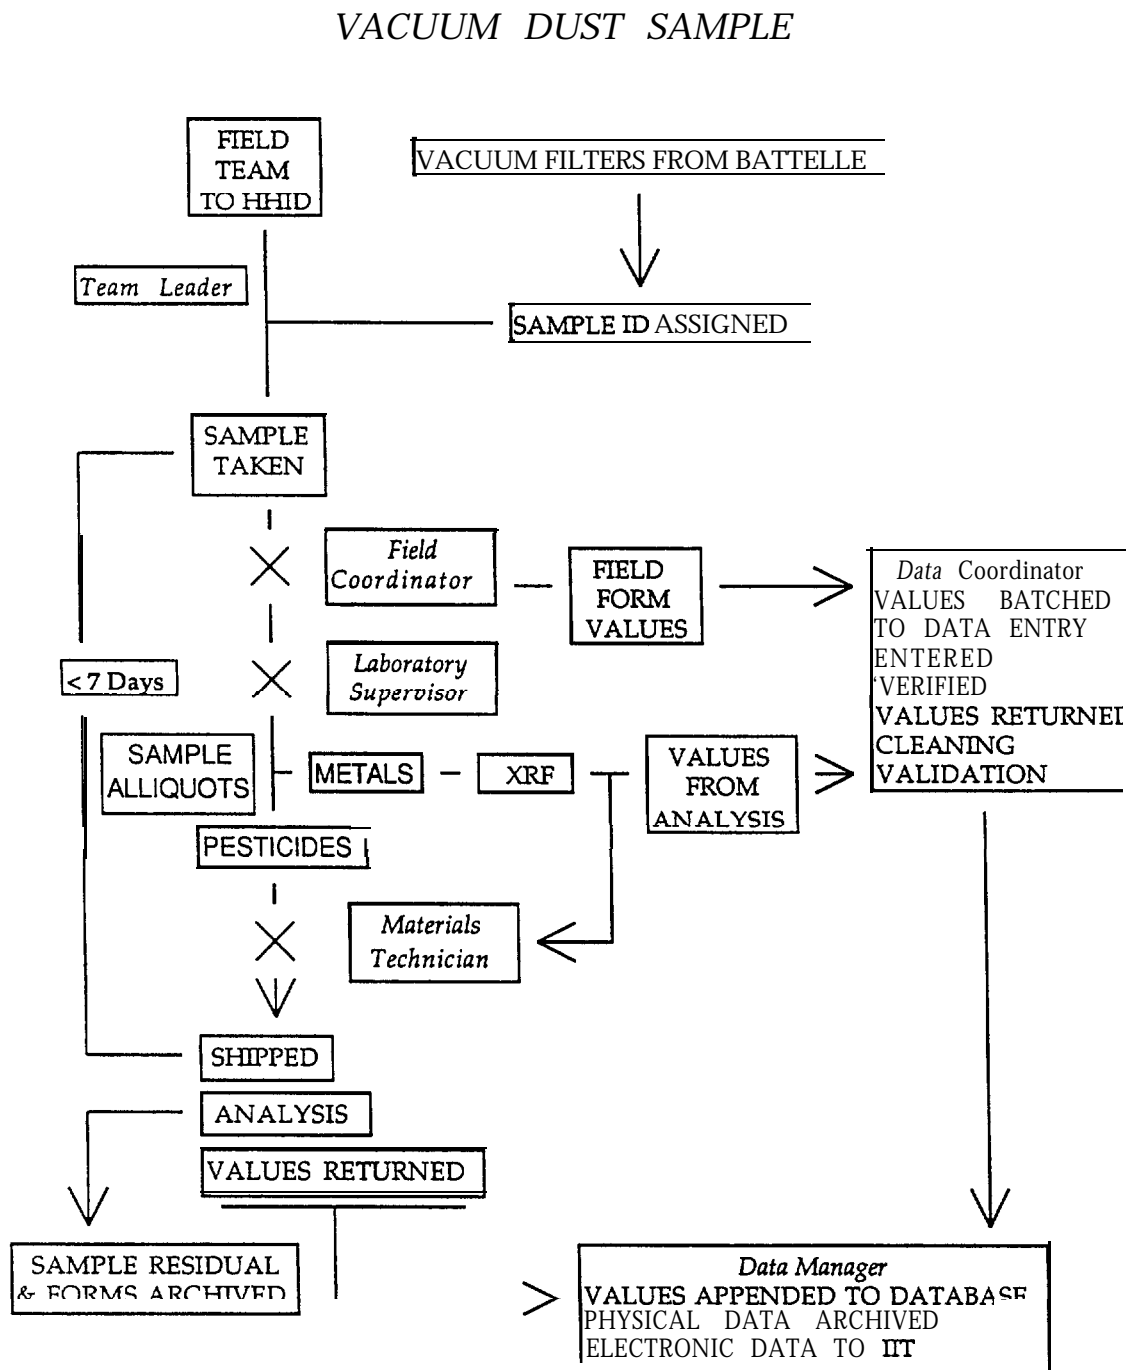 VACUUM DUST SAMPLE
FIELD
TEAM
TO HHID
VACUUM FILTERS FROM BATTELLE
Team Leader
SAMPLE ID ASSIGNED
SAMPLE
TAKEN
Field
Coordinator
FIELD
FORM
VALUES
Data Coordinator
VALUES BATCHED
TO DATA ENTRY
ENTERED
'VERIFIED
VALUES RETURNED
CLEANING
VALIDATION
Laboratory
Supervisor
<7 Days
SAMPLE
ALLIQUOTS
METALS
XRF
VALUES
FROM
ANALYSIS
PESTICIDES
Materials
Technician
SHIPPED
ANALYSIS
VALUES RETURNED
SAMPLE RESIDUAL
& FORMS ARCHIVED
Data Manager
VALUES APPENDED TO DATABASE
PHYSICAL DATA ARCHIVED
ELECTRONIC DATA TO IIT